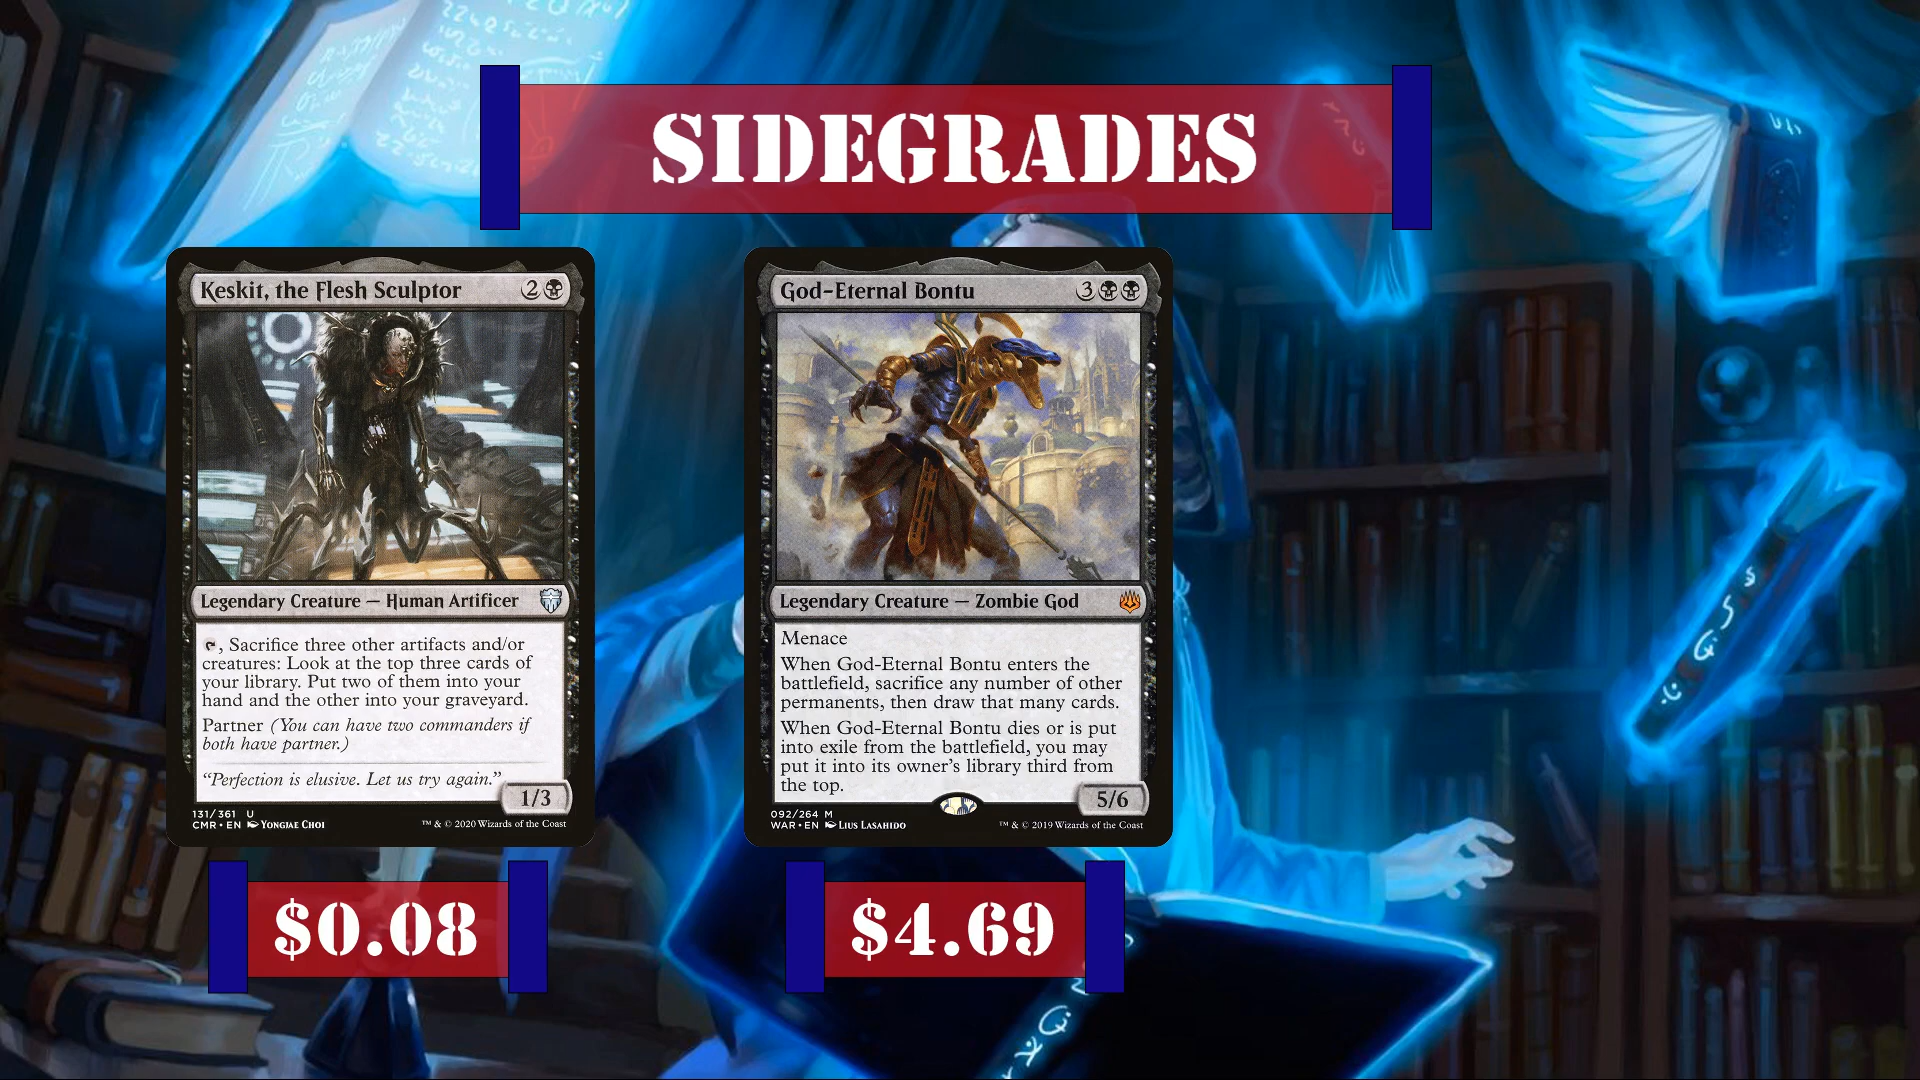 SIDEGRADES
Keskit, the Flesh Sculptor 2
Legendary Creature — Human Artificer
, Sacrifice three other artifacts and/or
creatures: Look at the top three cards of
your library. Put two of them into your
hand and the other into your graveyard.
Partner (You can have two commanders if
both have partner.)
“Perfection is elusive. Let us try again.”
1/3
131/361 U
CMR • EN Yongjae Choi
™ & © 2020 Wizards of the Coast
$0.08
God-Eternal Bontu 3
Legendary Creature — Zombie God
Menace
When God-Eternal Bontu enters the
battlefield, sacrifice any number of other
permanents, then draw that many cards.
When God-Eternal Bontu dies or is put
into exile from the battlefield, you may
put it into its owner’s library third from
the top.
5/6
092/264 M
WAR • EN Lius Lasahido
™ & © 2019 Wizards of the Coast
$4.69